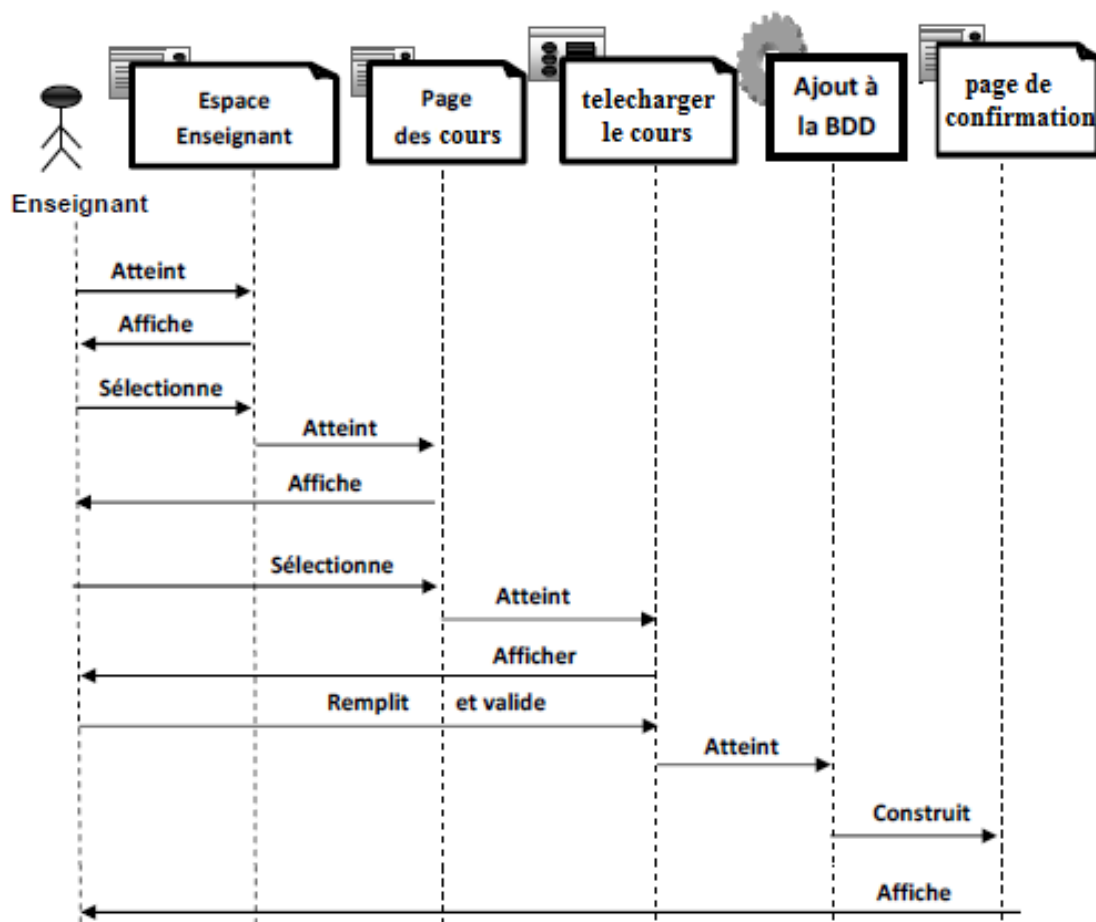 Espace
Enseignant
Page
des cours
telecharger
le cours
Ajout à
la BDD
page de
confirmation
Enseignant
Atteint
Affiche
Sélectionne
Atteint
Affiche
Sélectionne
Atteint
Afficher
Remplit et valide
Atteint
Construit
Affiche